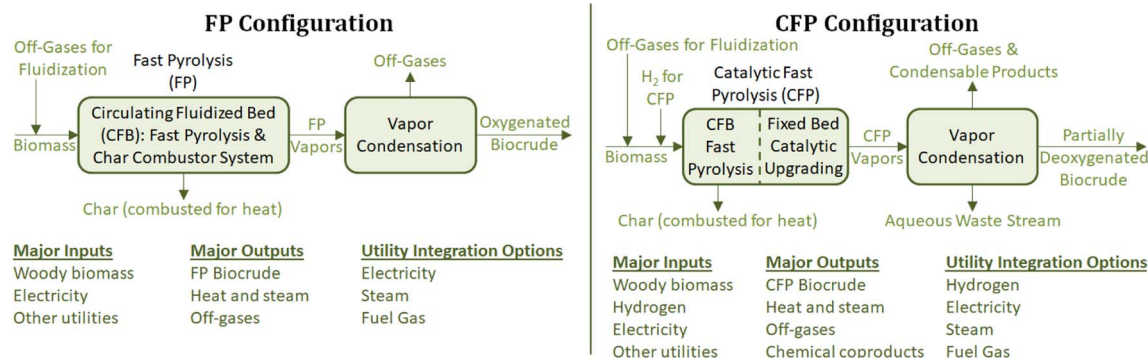 FP Configuration
Off-Gases for
Fluidization
Fast Pyrolysis
(FP)
Off-Gases
Biomass
Circulating Fluidized Bed
(CFB): Fast Pyrolysis &
Char Combustor System
FP
Vapors
Vapor
Condensation
Oxygenated
Biocrude
Char (combusted for heat)
Major Inputs
Woody biomass
Electricity
Other utilities
Major Outputs
FP Biocrude
Heat and steam
Off-gases
Utility Integration Options
Electricity
Steam
Fuel Gas
CFP Configuration
Off-Gases for Fluidization
H2 for
CFP
Catalytic Fast
Pyrolysis (CFP)
Off-Gases &
Condensable Products
Biomass
CFB
Fast
Pyrolysis
Fixed Bed
Catalytic
Upgrading
CFP
Vapors
Vapor
Condensation
Partially
Deoxygenated
Biocrude
Char (combusted for heat)
Aqueous Waste Stream
Major Inputs
Woody biomass
Hydrogen
Electricity
Other utilities
Major Outputs
CFP Biocrude
Heat and steam
Off-gases
Chemical coproducts
Utility Integration Options
Hydrogen
Electricity
Steam
Fuel Gas